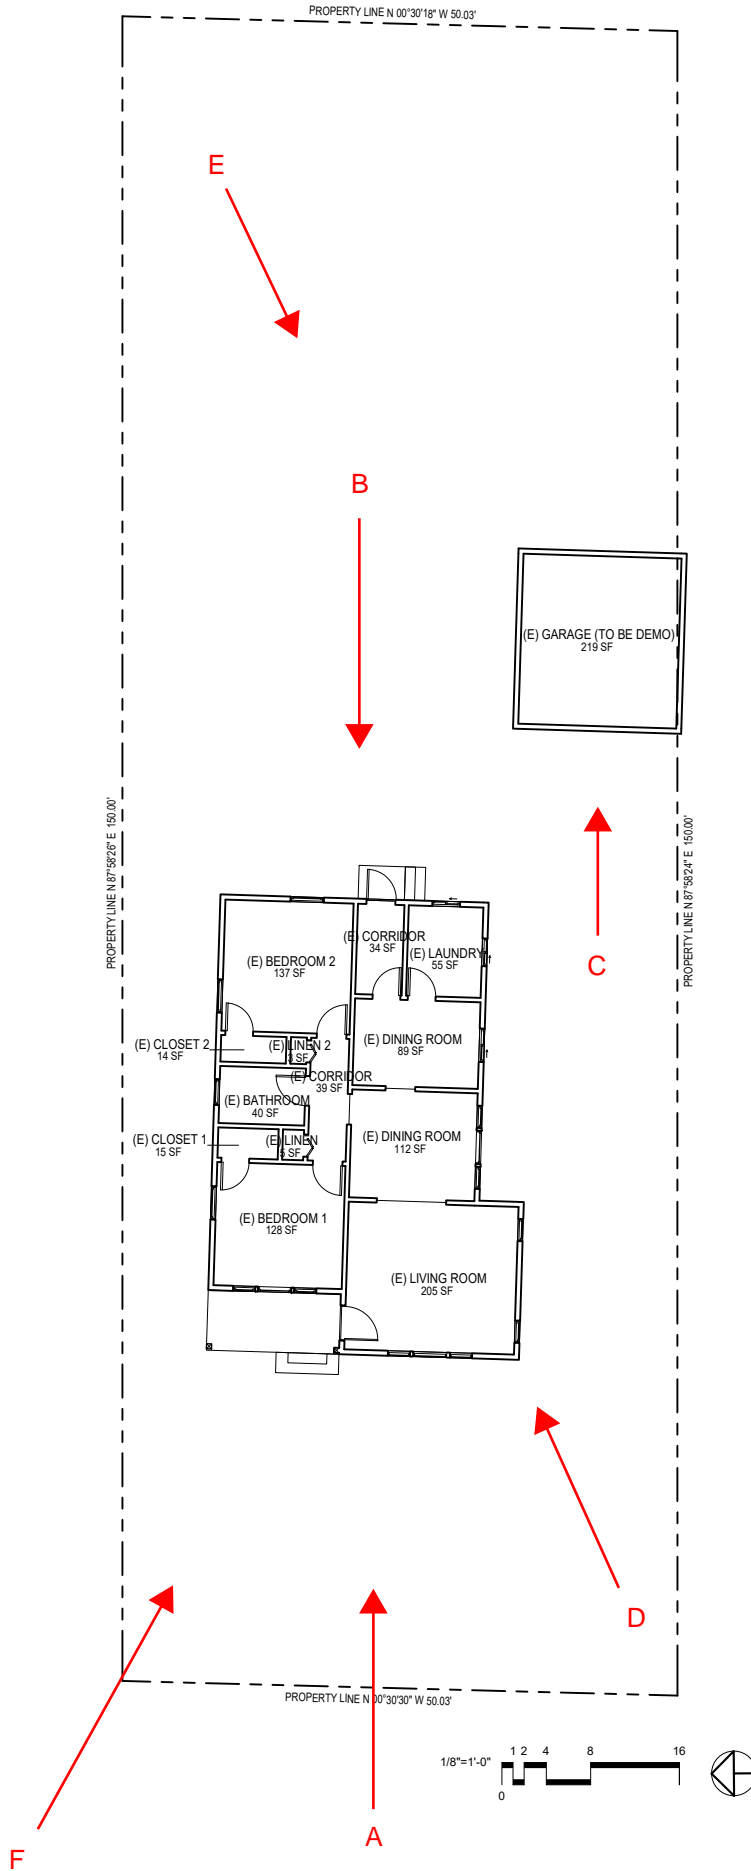 PROPERTY LINE N 00°30'18" W 50.03'
E
B
(E) GARAGE (TO BE DEMO)
219 SF
PROPERTY LINE N 87°58'26" E 150.00'
PROPERTY LINE N 87°58'24" E 150.00'
C
(E) CORRIDOR
34 SF
(E) LAUNDRY
55 SF
(E) BEDROOM 2
137 SF
(E) CLOSET 2
14 SF
(E) LINEN 2
3 SF
(E) DINING ROOM
89 SF
(E) CORRIDOR
39 SF
(E) BATHROOM
40 SF
(E) CLOSET 1
15 SF
(E) LINEN
5 SF
(E) DINING ROOM
112 SF
(E) BEDROOM 1
128 SF
(E) LIVING ROOM
205 SF
D
PROPERTY LINE N 00°30'30" W 50.03'
1/8"=1'-0"
1 2 4 8 16
0
A
F